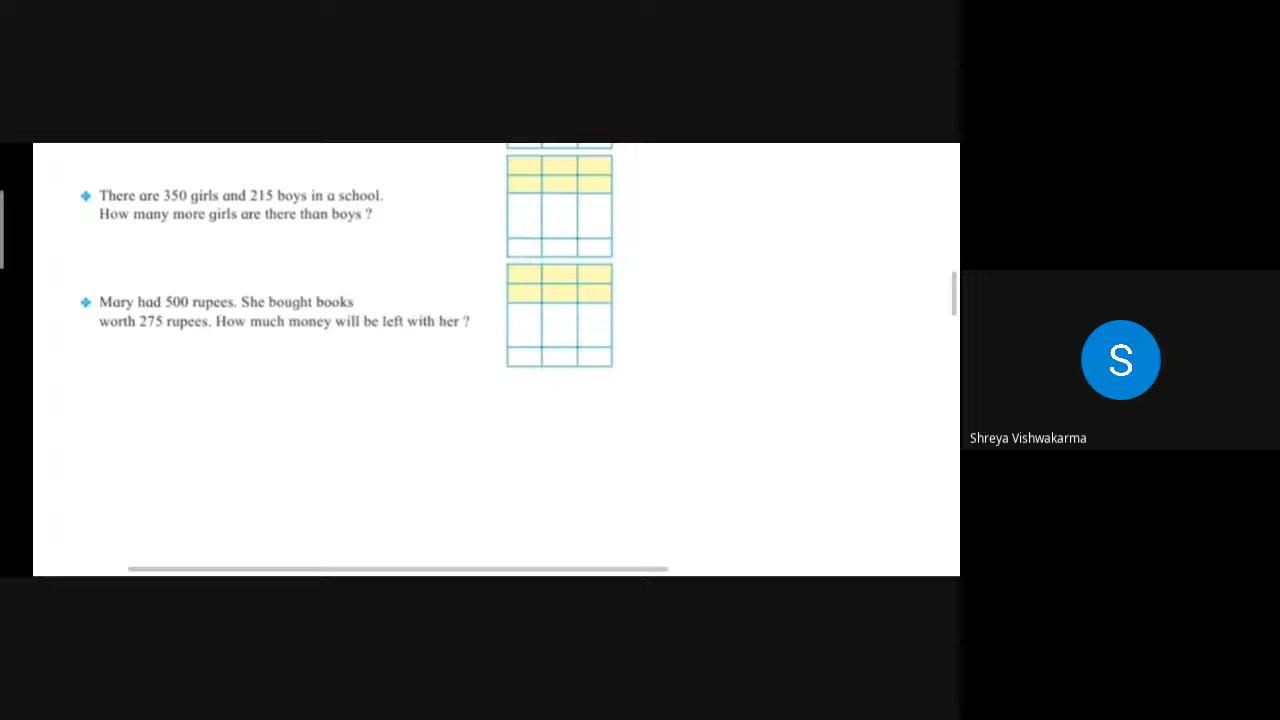 There are 350 girls and 215 boys in a school.
How many more girls are there than boys ?
Mary had 500 rupees. She bought books
worth 275 rupees. How much money will be left with her ?
S
Shreya Vishwakarma